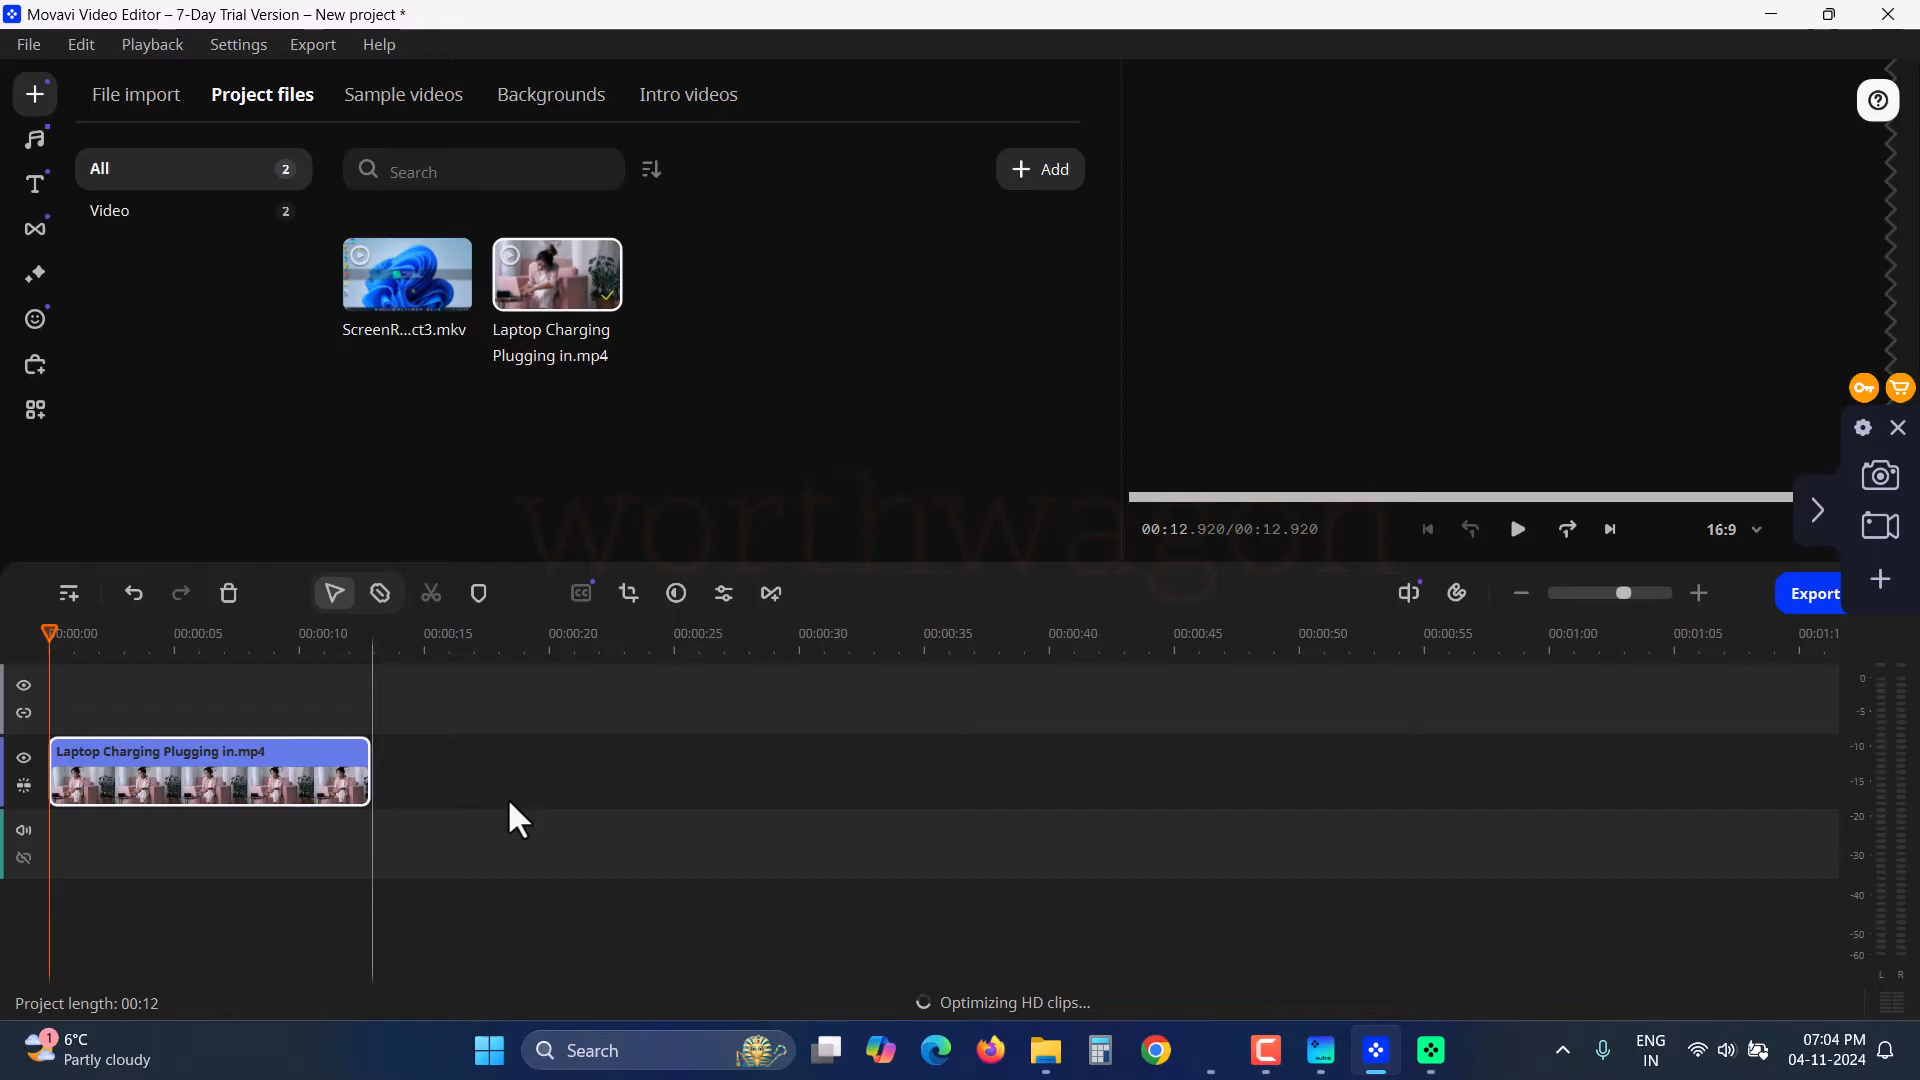 Movavi Video Editor – 7-Day Trial Version – New project *
File Edit Playback Settings Export Help
File import Project files Sample videos Backgrounds Intro videos
All 2
Search
Add
Video 2
ScreenR...ct3.mkv
Laptop Charging
Plugging in.mp4
worthwagon
00:12.920/00:12.920
16:9
CC
Export
00:00:00 00:00:05 00:00:10 00:00:15 00:00:20 00:00:25 00:00:30 00:00:35 00:00:40 00:00:45 00:00:50 00:00:55 00:01:00 00:01:05 00:01:1
Laptop Charging Plugging in.mp4
0
-5
-10
-15
-20
-30
-40
-50
-60
L R
Project length: 00:12
Optimizing HD clips...
1
6°C
Partly cloudy
Search
ENG
IN
07:04 PM
04-11-2024